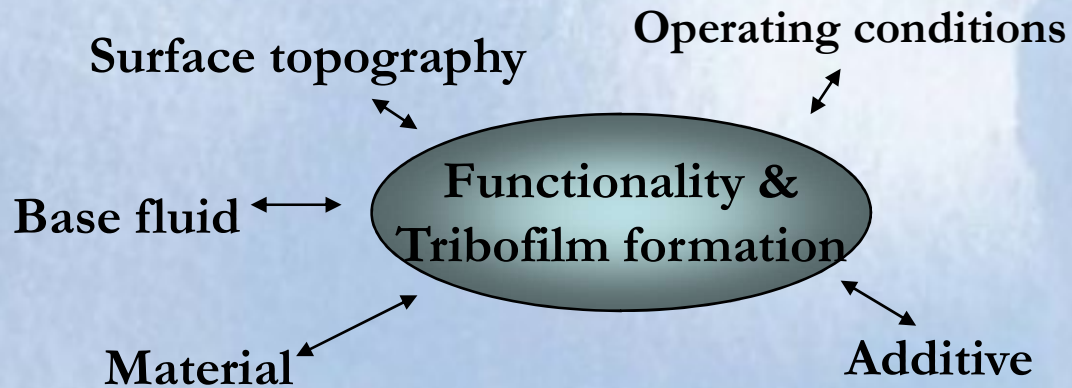 Operating conditions
Surface topography
Functionality &
Tribofilm formation
Base fluid
Material
Additive